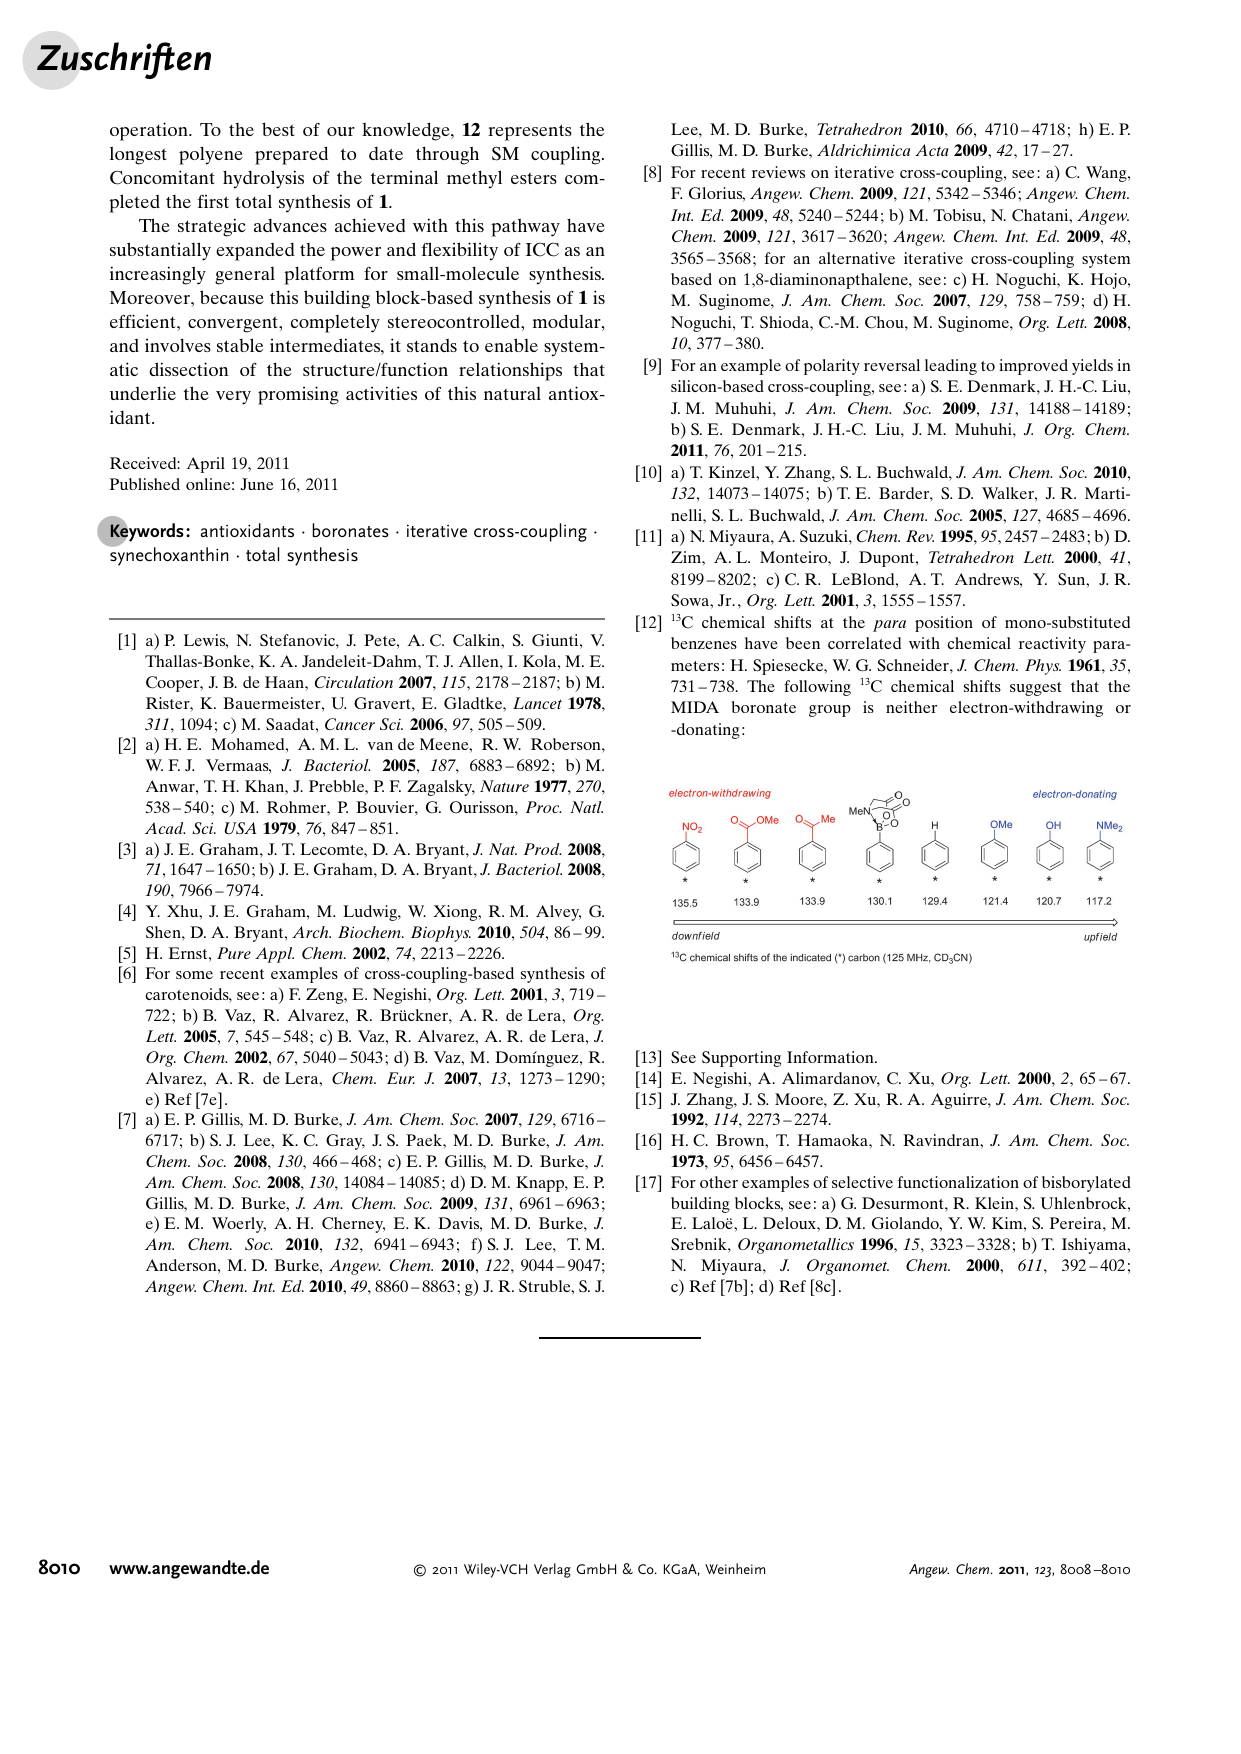 Zuschriften
operation. To the best of our knowledge, 12 represents the
longest polyene prepared to date through SM coupling.
Concomitant hydrolysis of the terminal methyl esters com-
pleted the first total synthesis of 1.
The strategic advances achieved with this pathway have
substantially expanded the power and flexibility of ICC as an
increasingly general platform for small-molecule synthesis.
Moreover, because this building block-based synthesis of 1 is
efficient, convergent, completely stereocontrolled, modular,
and involves stable intermediates, it stands to enable system-
atic dissection of the structure/function relationships that
underlie the very promising activities of this natural antiox-
idant.
Received: April 19, 2011
Published online: June 16, 2011
Keywords: antioxidants · boronates · iterative cross-coupling ·
synechoxanthin · total synthesis
[1] a) P. Lewis, N. Stefanovic, J. Pete, A. C. Calkin, S. Giunti, V.
Thallas-Bonke, K. A. Jandeleit-Dahm, T. J. Allen, I. Kola, M. E.
Cooper, J. B. de Haan, Circulation 2007, 115, 2178–2187; b) M.
Rister, K. Bauermeister, U. Gravert, E. Gladtke, Lancet 1978,
311, 1094; c) M. Saadat, Cancer Sci. 2006, 97, 505–509.
[2] a) H. E. Mohamed, A. M. L. van de Meene, R. W. Roberson,
W. F. J. Vermaas, J. Bacteriol. 2005, 187, 6883–6892; b) M.
Anwar, T. H. Khan, J. Prebble, P. F. Zagalsky, Nature 1977, 270,
538–540; c) M. Rohmer, P. Bouvier, G. Ourisson, Proc. Natl.
Acad. Sci. USA 1979, 76, 847–851.
[3] a) J. E. Graham, J. T. Lecomte, D. A. Bryant, J. Nat. Prod. 2008,
71, 1647–1650; b) J. E. Graham, D. A. Bryant, J. Bacteriol. 2008,
190, 7966–7974.
[4] Y. Xhu, J. E. Graham, M. Ludwig, W. Xiong, R. M. Alvey, G.
Shen, D. A. Bryant, Arch. Biochem. Biophys. 2010, 504, 86–99.
[5] H. Ernst, Pure Appl. Chem. 2002, 74, 2213–2226.
[6] For some recent examples of cross-coupling-based synthesis of
carotenoids, see: a) F. Zeng, E. Negishi, Org. Lett. 2001, 3, 719–
722; b) B. Vaz, R. Alvarez, R. Brückner, A. R. de Lera, Org.
Lett. 2005, 7, 545–548; c) B. Vaz, R. Alvarez, A. R. de Lera, J.
Org. Chem. 2002, 67, 5040–5043; d) B. Vaz, M. Domínguez, R.
Alvarez, A. R. de Lera, Chem. Eur. J. 2007, 13, 1273–1290;
e) Ref [7e].
[7] a) E. P. Gillis, M. D. Burke, J. Am. Chem. Soc. 2007, 129, 6716–
6717; b) S. J. Lee, K. C. Gray, J. S. Paek, M. D. Burke, J. Am.
Chem. Soc. 2008, 130, 466–468; c) E. P. Gillis, M. D. Burke, J.
Am. Chem. Soc. 2008, 130, 14084–14085; d) D. M. Knapp, E. P.
Gillis, M. D. Burke, J. Am. Chem. Soc. 2009, 131, 6961–6963;
e) E. M. Woerly, A. H. Cherney, E. K. Davis, M. D. Burke, J.
Am. Chem. Soc. 2010, 132, 6941–6943; f) S. J. Lee, T. M.
Anderson, M. D. Burke, Angew. Chem. 2010, 122, 9044–9047;
Angew. Chem. Int. Ed. 2010, 49, 8860–8863; g) J. R. Struble, S. J.
Lee, M. D. Burke, Tetrahedron 2010, 66, 4710–4718; h) E. P.
Gillis, M. D. Burke, Aldrichimica Acta 2009, 42, 17–27.
[8] For recent reviews on iterative cross-coupling, see: a) C. Wang,
F. Glorius, Angew. Chem. 2009, 121, 5342–5346; Angew. Chem.
Int. Ed. 2009, 48, 5240–5244; b) M. Tobisu, N. Chatani, Angew.
Chem. 2009, 121, 3617–3620; Angew. Chem. Int. Ed. 2009, 48,
3565–3568; for an alternative iterative cross-coupling system
based on 1,8-diaminonapthalene, see: c) H. Noguchi, K. Hojo,
M. Suginome, J. Am. Chem. Soc. 2007, 129, 758–759; d) H.
Noguchi, T. Shioda, C.-M. Chou, M. Suginome, Org. Lett. 2008,
10, 377–380.
[9] For an example of polarity reversal leading to improved yields in
silicon-based cross-coupling, see: a) S. E. Denmark, J. H.-C. Liu,
J. M. Muhuhi, J. Am. Chem. Soc. 2009, 131, 14188–14189;
b) S. E. Denmark, J. H.-C. Liu, J. M. Muhuhi, J. Org. Chem.
2011, 76, 201–215.
[10] a) T. Kinzel, Y. Zhang, S. L. Buchwald, J. Am. Chem. Soc. 2010,
132, 14073–14075; b) T. E. Barder, S. D. Walker, J. R. Marti-
nelli, S. L. Buchwald, J. Am. Chem. Soc. 2005, 127, 4685–4696.
[11] a) N. Miyaura, A. Suzuki, Chem. Rev. 1995, 95, 2457–2483; b) D.
Zim, A. L. Monteiro, J. Dupont, Tetrahedron Lett. 2000, 41,
8199–8202; c) C. R. LeBlond, A. T. Andrews, Y. Sun, J. R.
Sowa, Jr., Org. Lett. 2001, 3, 1555–1557.
[12] ¹³C chemical shifts at the para position of mono-substituted
benzenes have been correlated with chemical reactivity para-
meters: H. Spiesecke, W. G. Schneider, J. Chem. Phys. 1961, 35,
731–738. The following ¹³C chemical shifts suggest that the
MIDA boronate group is neither electron-withdrawing or
-donating:
electron-withdrawing electron-donating
NO₂ O OMe O Me MeN B O O O O H OMe OH NMe₂
* * * * * * * *
135.5 133.9 133.9 130.1 129.4 121.4 120.7 117.2
downfield upfield
¹³C chemical shifts of the indicated (*) carbon (125 MHz, CD₃CN)
[13] See Supporting Information.
[14] E. Negishi, A. Alimardanov, C. Xu, Org. Lett. 2000, 2, 65–67.
[15] J. Zhang, J. S. Moore, Z. Xu, R. A. Aguirre, J. Am. Chem. Soc.
1992, 114, 2273–2274.
[16] H. C. Brown, T. Hamaoka, N. Ravindran, J. Am. Chem. Soc.
1973, 95, 6456–6457.
[17] For other examples of selective functionalization of bisborylated
building blocks, see: a) G. Desurmont, R. Klein, S. Uhlenbrock,
E. Laloë, L. Deloux, D. M. Giolando, Y. W. Kim, S. Pereira, M.
Srebnik, Organometallics 1996, 15, 3323–3328; b) T. Ishiyama,
N. Miyaura, J. Organomet. Chem. 2000, 611, 392–402;
c) Ref [7b]; d) Ref [8c].
8010 www.angewandte.de © 2011 Wiley-VCH Verlag GmbH & Co. KGaA, Weinheim Angew. Chem. 2011, 123, 8008–8010